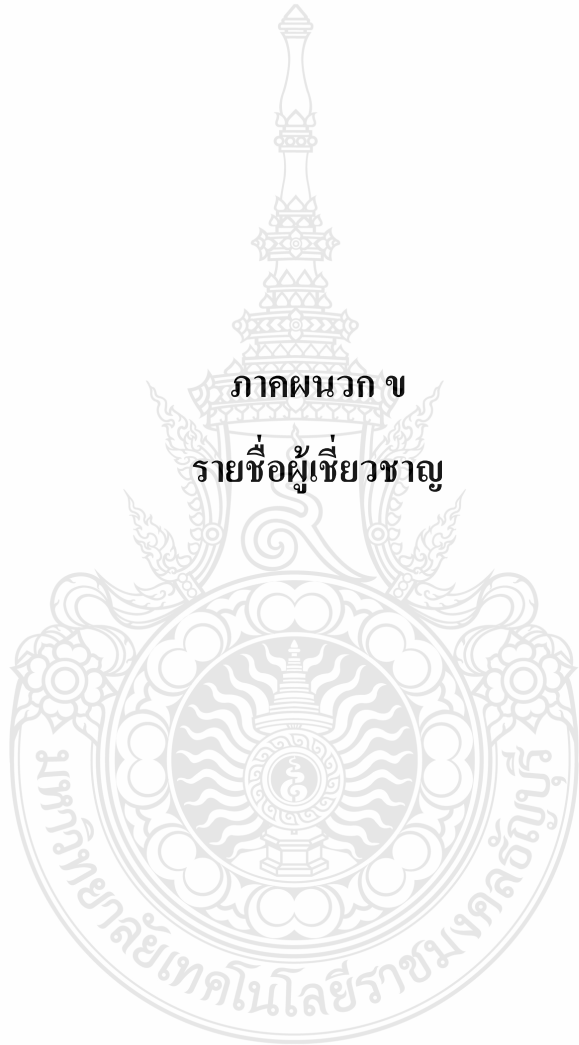 ภาคผนวก ข
รายชื่อผู้เชี่ยวชาญ
มหาวิทยาลัยเทคโนโลยีราชมงคลธัญบุรี